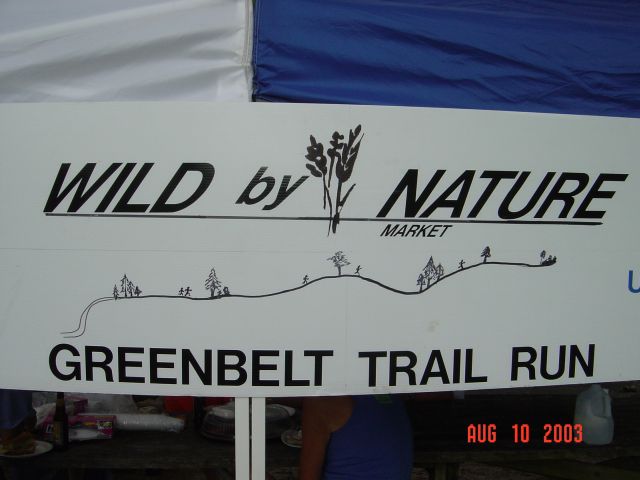 WILD by NATURE
MARKET
GREENBELT TRAIL RUN
AUG 10 2003